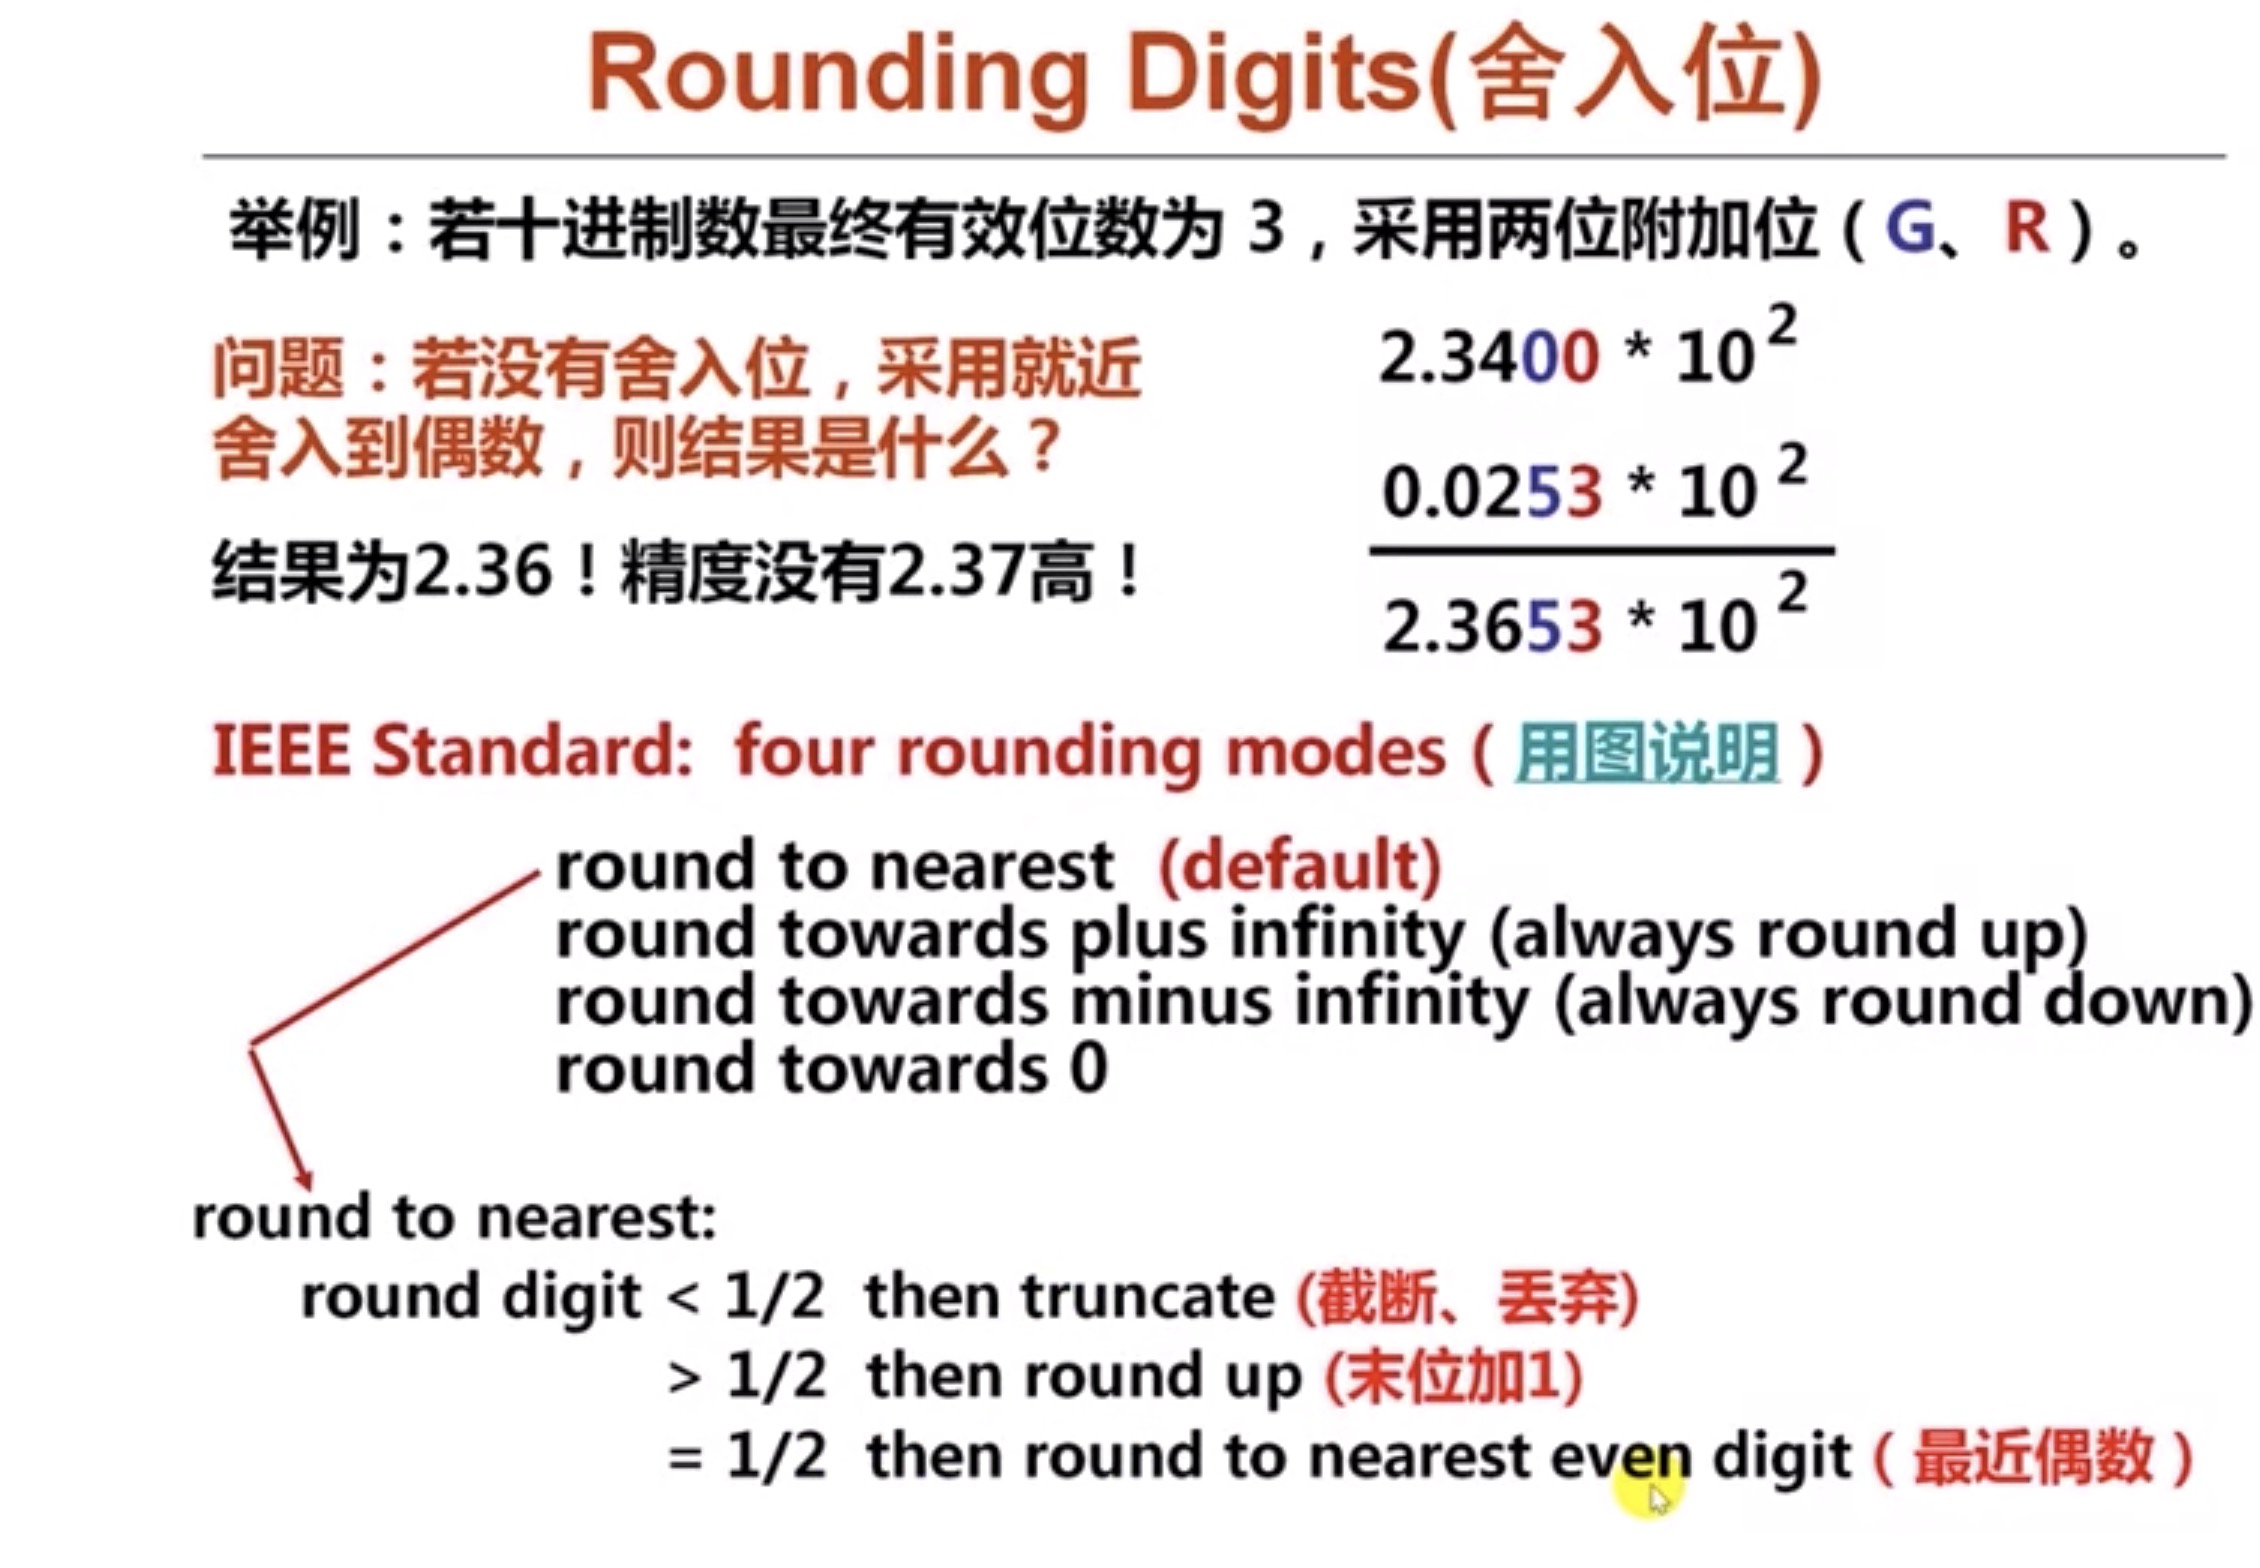 Rounding Digits(舍入位)
举例：若十进制数最终有效位数为 3，采用两位附加位（G、R）。
问题：若没有舍入位，采用就近
舍入到偶数，则结果是什么？
结果为2.36！精度没有2.37高！
2.3400 * 10 2
0.0253 * 10 2
2.3653 * 10 2
IEEE Standard: four rounding modes（用图说明）
round to nearest (default)
round towards plus infinity (always round up)
round towards minus infinity (always round down)
round towards 0
round to nearest:
round digit < 1/2 then truncate (截断、丢弃)
> 1/2 then round up (末位加1)
= 1/2 then round to nearest even digit（最近偶数）